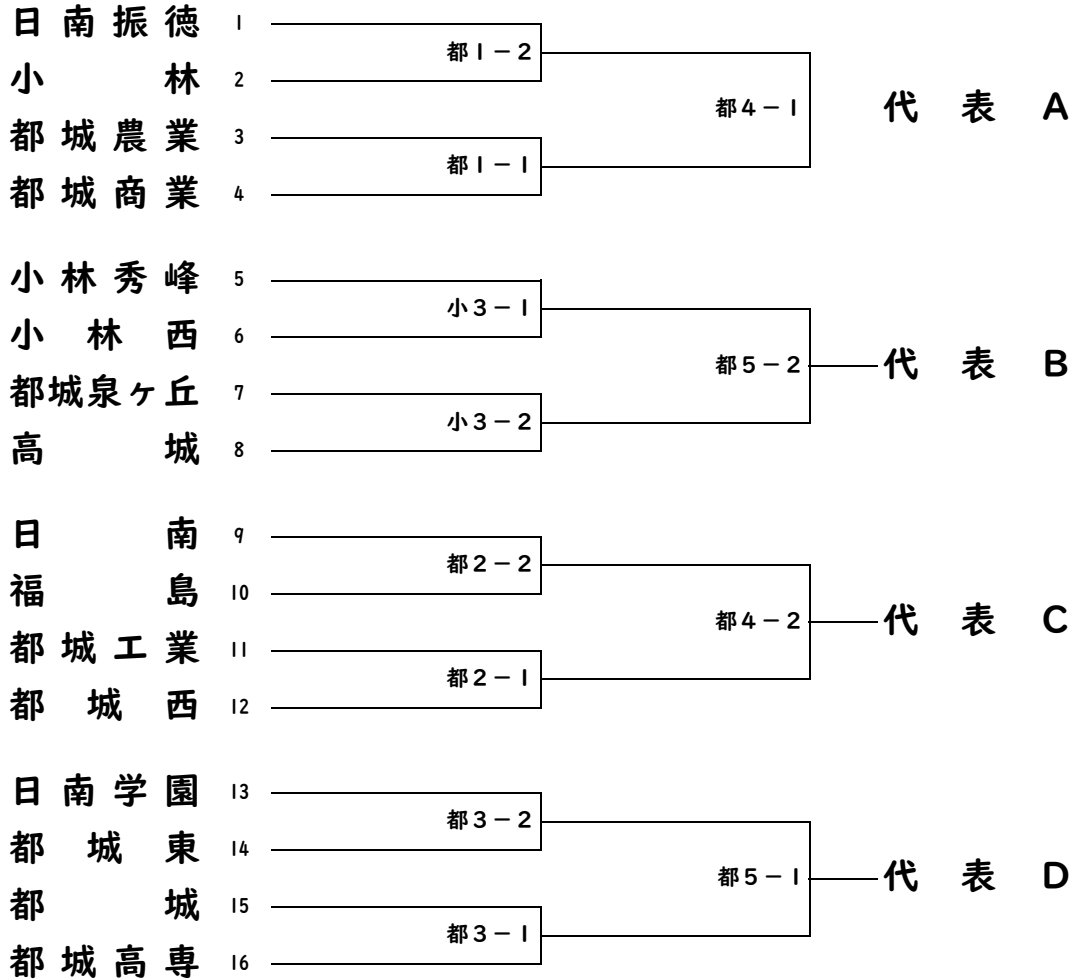 日南振徳 1
都1-2
小林 2
都4-1 代表A
都城農業 3
都1-1
都城商業 4
小林秀峰 5
小3-1
小林西 6
都5-2 代表B
都城泉ヶ丘 7
小3-2
高城 8
日南 9
都2-2
福島 10
都4-2 代表C
都城工業 11
都2-1
都城西 12
日南学園 13
都3-2
都城東 14
都5-1 代表D
都城 15
都3-1
都城高専 16